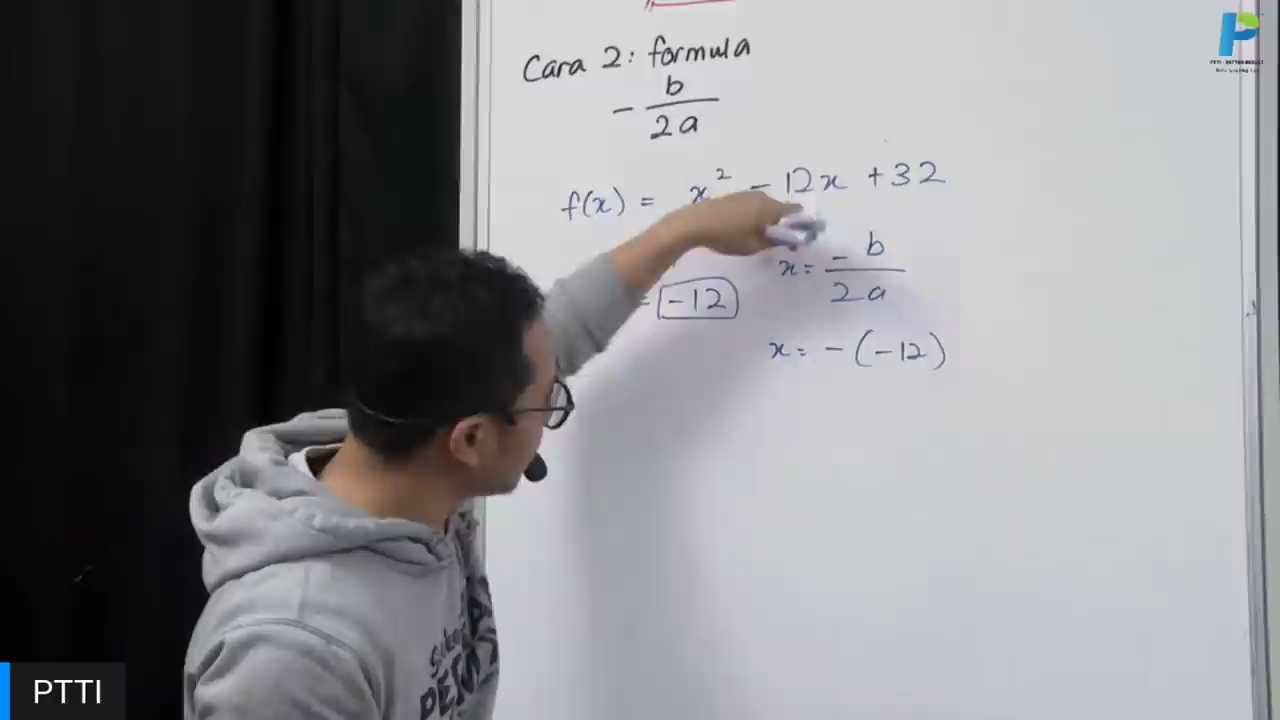 Cara 2: formula
- b
2a
f(x) = x² - 12x + 32
x = - b
2a
= -12
x = - (-12)
PTTI